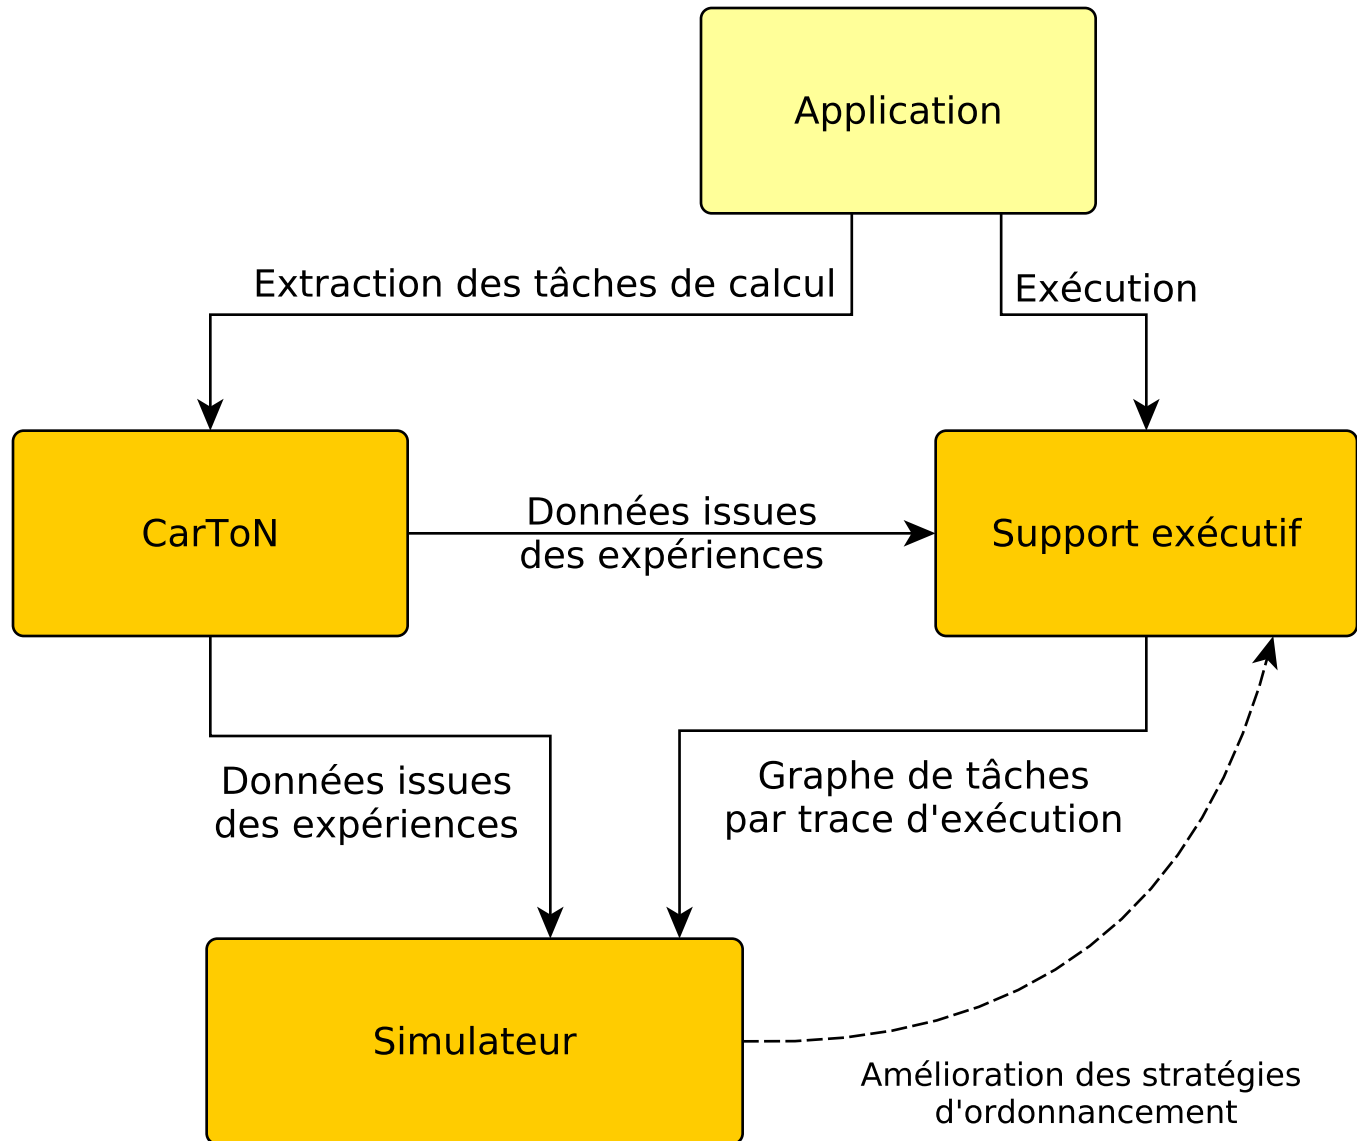 Application
Extraction des tâches de calcul
Exécution
CarToN
Données issues
des expériences
Support exécutif
Données issues
des expériences
Graphe de tâches
par trace d'exécution
Simulateur
Amélioration des stratégies
d'ordonnancement